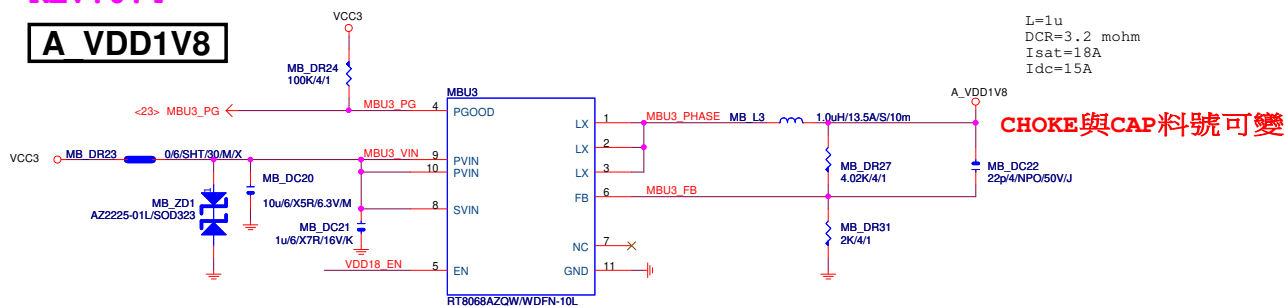 A_VDD1V8
VCC3
MB_DR24
100K/4/1
<23> MBU3_PG
MBU3_PG
4
PGOOD
MBU3
VCC3
MB_DR23
0/6/SHT/30/M/X
MBU3_VIN
9
PVIN
10
PVIN
MB_DC20
10u/6/X5R/6.3V/M
1
MB_ZD1
AZ2225-01L/SOD323
8
SVIN
MB_DC21
1u/6/X7R/16V/K
VDD18_EN
5
EN
RT8068AZQW/WDFN-10L
LX
1
LX
2
LX
3
FB
6
NC
7
GND
11
MBU3_PHASE
MB_L3
1.0uH/13.5A/S/10m
MBU3_FB
MB_DR27
4.02K/4/1
MB_DR31
2K/4/1
A_VDD1V8
MB_DC22
22p/4/NPO/50V/J
L=1u
DCR=3.2 mohm
Isat=18A
Idc=15A
CHOKE與CAP料號可變